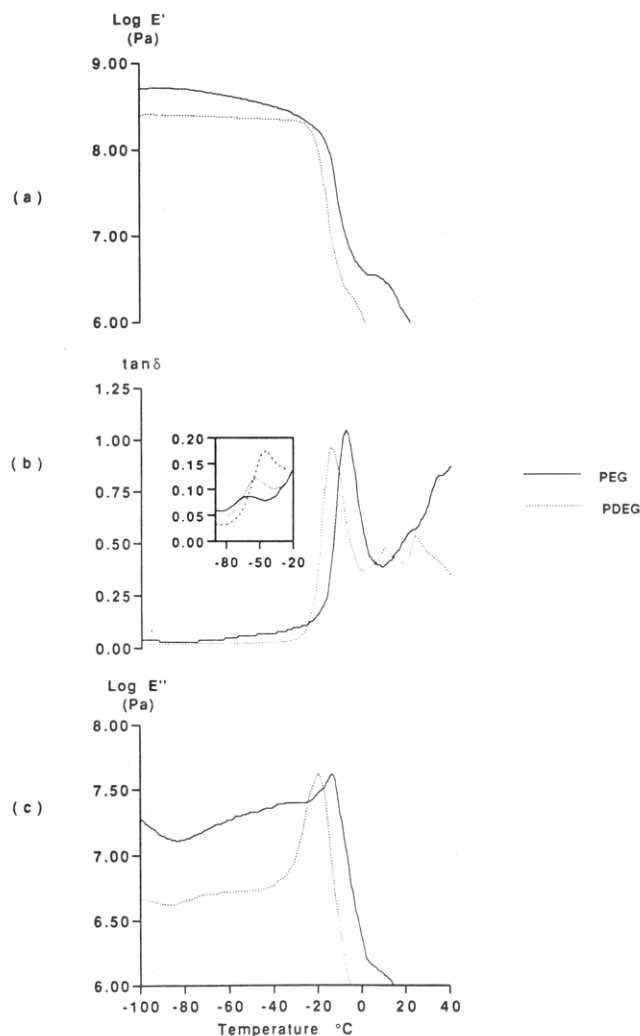 Log E'
(Pa)
9.00
8.00
(a)
7.00
6.00
tanδ
1.25
1.00
0.75
0.50
0.25
0.00
(b)
0.20
0.15
0.10
0.05
0.00
-80 -50 -20
PEG
PDEG
Log E''
(Pa)
8.00
7.50
(c)
7.00
6.50
6.00
-100 -80 -60 -40 -20 0 20 40
Temperature °C